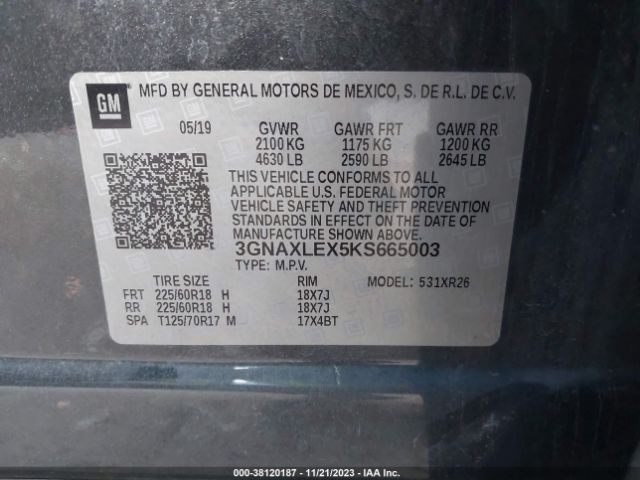 GM
MFD BY GENERAL MOTORS DE MEXICO, S. DE R.L. DE C.V.
05/19 GVWR GAWR FRT GAWR RR
2100 KG 1175 KG 1200 KG
4630 LB 2590 LB 2645 LB
THIS VEHICLE CONFORMS TO ALL
APPLICABLE U.S. FEDERAL MOTOR
VEHICLE SAFETY AND THEFT PREVENTION
STANDARDS IN EFFECT ON THE DATE OF
MANUFACTURE SHOWN ABOVE.
3GNAXLEX5KS665003
TYPE: M.P.V.
TIRE SIZE RIM MODEL: 531XR26
FRT 225/60R18 H 18X7J
RR 225/60R18 H 18X7J
SPA T125/70R17 M 17X4BT
000-38120187 - 11/21/2023 - IAA Inc.